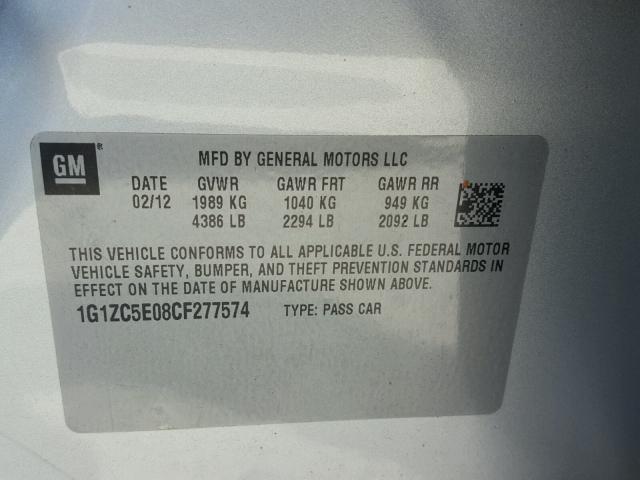 GM ®
MFD BY GENERAL MOTORS LLC
DATE GVWR GAWR FRT GAWR RR
02/12 1989 KG 1040 KG 949 KG
4386 LB 2294 LB 2092 LB
THIS VEHICLE CONFORMS TO ALL APPLICABLE U.S. FEDERAL MOTOR
VEHICLE SAFETY, BUMPER, AND THEFT PREVENTION STANDARDS IN
EFFECT ON THE DATE OF MANUFACTURE SHOWN ABOVE.
1G1ZC5E08CF277574 TYPE: PASS CAR